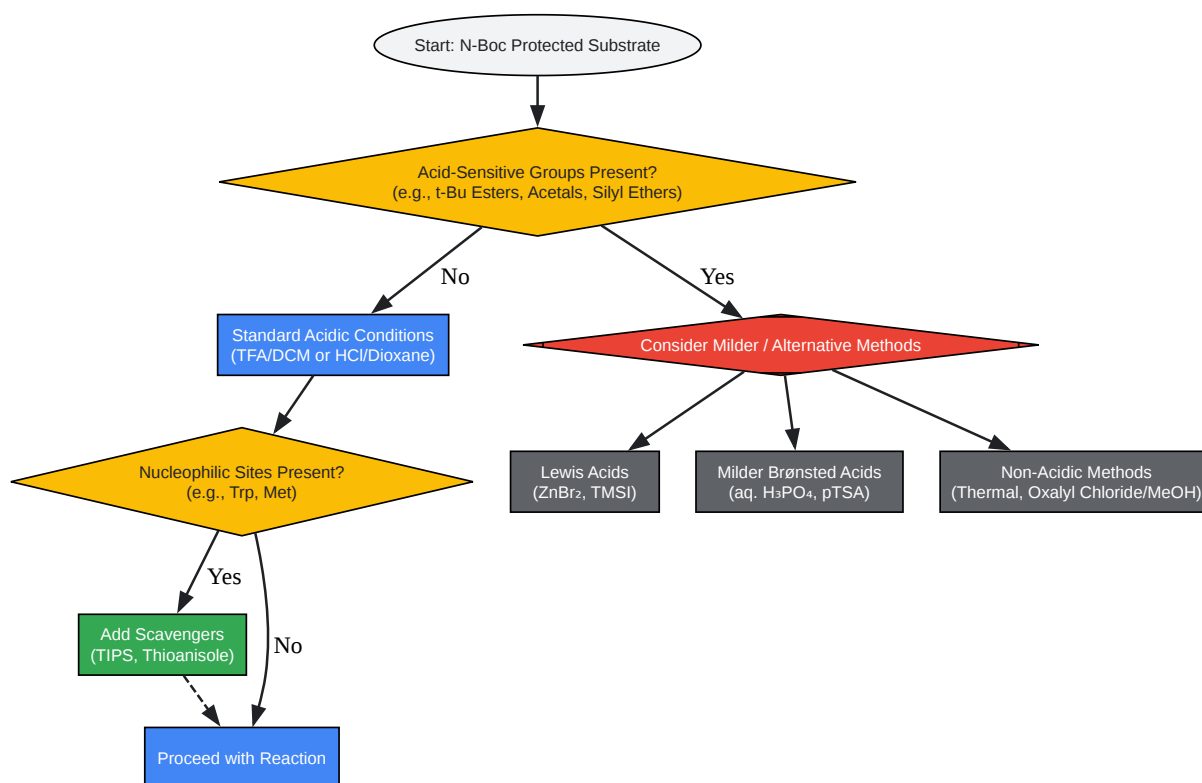 Start: N-Boc Protected Substrate
Acid-Sensitive Groups Present?
(e.g., t-Bu Esters, Acetals, Silyl Ethers)
No
Yes
Standard Acidic Conditions
(TFA/DCM or HCl/Dioxane)
Consider Milder / Alternative Methods
Nucleophilic Sites Present?
(e.g., Trp, Met)
Lewis Acids
(ZnBr₂, TMSI)
Milder Brønsted Acids
(aq. H₃PO₄, pTSA)
Non-Acidic Methods
(Thermal, Oxalyl Chloride/MeOH)
Yes
No
Add Scavengers
(TIPS, Thioanisole)
Proceed with Reaction